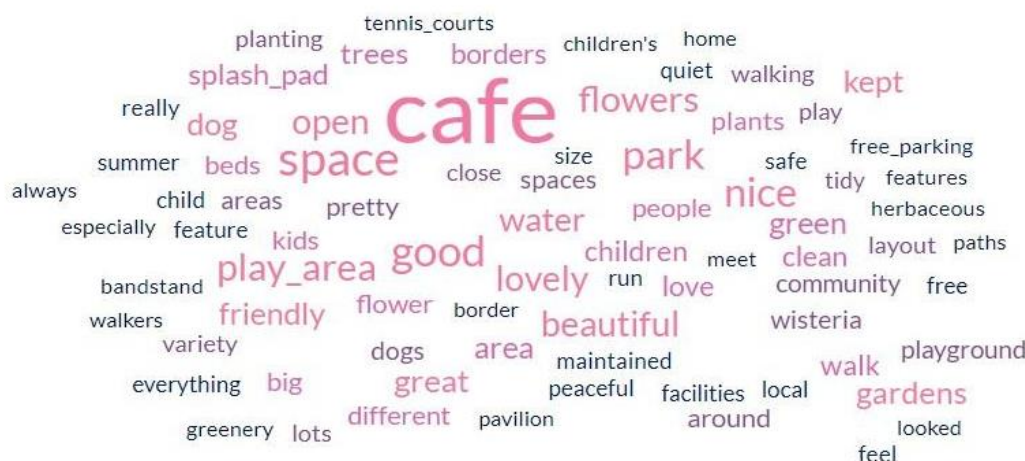 tennis_courts
planting trees borders children's home
splash_pad quiet walking kept
really dog open cafe flowers plants play
summer beds space close size spaces park safe free_parking
always child areas pretty nice tidy features
especially feature kids water people green herbaceous
bandstand play_area good lovely children run meet love clean community layout paths free
walkers friendly flower border beautiful wisteria
variety dogs area maintained walk playground
everything big great peaceful facilities local gardens
greenery lots different pavilion around looked
feel